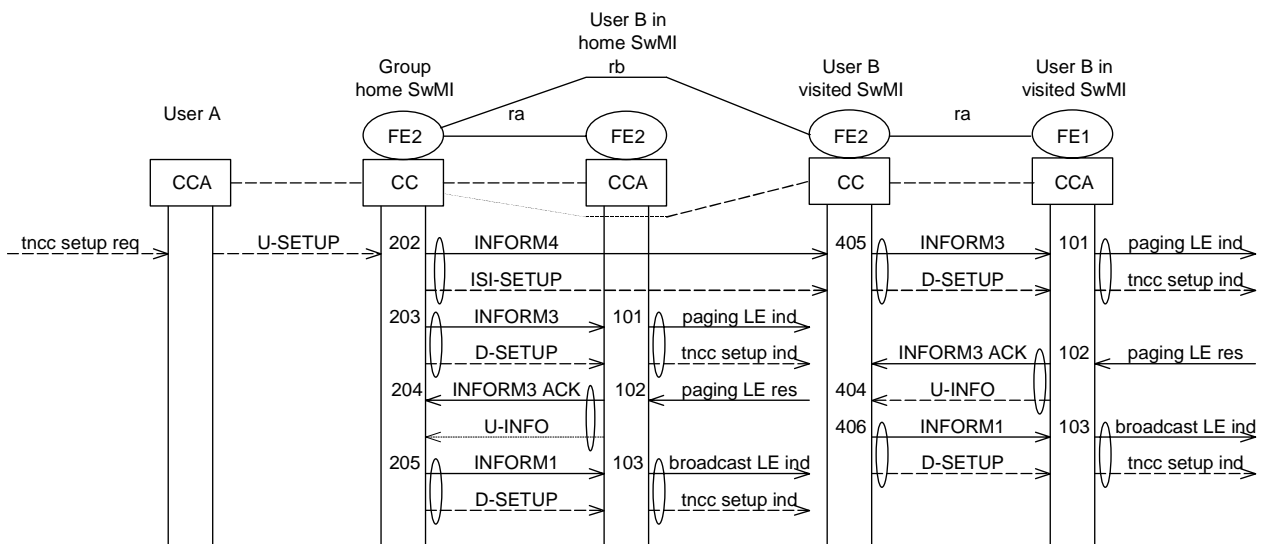 User B in
home SwMI
rb
Group
home SwMI
User B
visited SwMI
User B in
visited SwMI
User A
ra
ra
FE2
FE2
FE2
FE1
CCA
CC
CCA
CC
CCA
tncc setup req
U-SETUP
202
INFORM4
405
INFORM3
101
paging LE ind
ISI-SETUP
D-SETUP
tncc setup ind
203
INFORM3
101
paging LE ind
D-SETUP
tncc setup ind
INFORM3 ACK
102
paging LE res
204
INFORM3 ACK
102
paging LE res
404
U-INFO
U-INFO
406
INFORM1
103
broadcast LE ind
205
INFORM1
103
broadcast LE ind
D-SETUP
tncc setup ind
D-SETUP
tncc setup ind